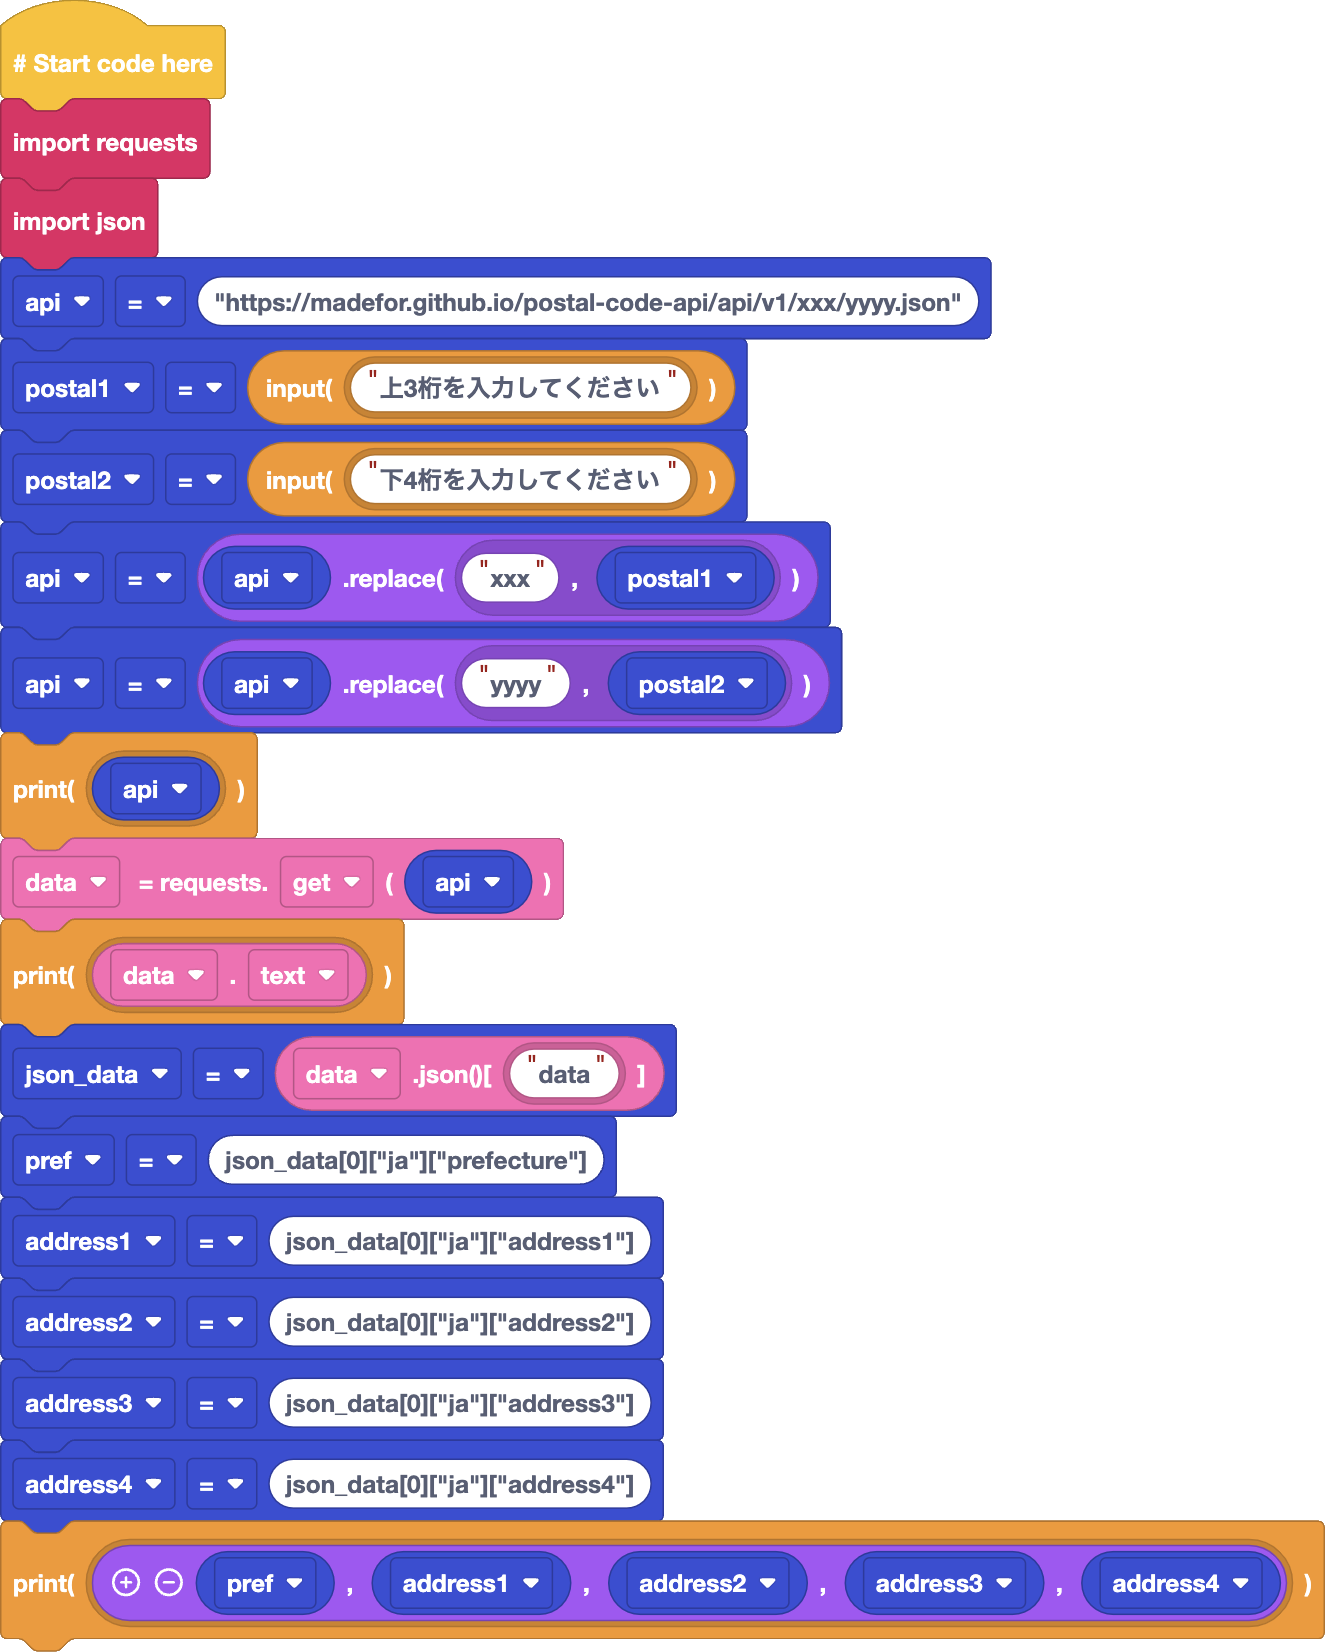 # Start code here
import requests
import json
api = "https://madefor.github.io/postal-code-api/api/v1/xxx/yyyy.json"
postal1 = input( "上3桁を入力してください" )
postal2 = input( "下4桁を入力してください" )
api = api .replace( "xxx" , postal1 )
api = api .replace( "yyyy" , postal2 )
print( api )
data = requests. get ( api )
print( data . text )
json_data = data .json()[ "data" ]
pref = json_data[0]["ja"]["prefecture"]
address1 = json_data[0]["ja"]["address1"]
address2 = json_data[0]["ja"]["address2"]
address3 = json_data[0]["ja"]["address3"]
address4 = json_data[0]["ja"]["address4"]
print( pref , address1 , address2 , address3 , address4 )